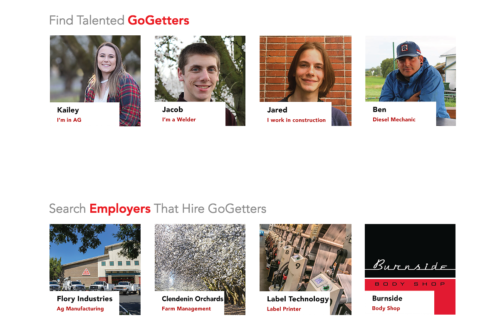 Find Talented GoGetters
Kailey
I'm in AG
Jacob
I'm a Welder
Jared
I work in construction
Ben
Diesel Mechanic
Search Employers That Hire GoGetters
Flory Industries
Ag Manufacturing
Clendenin Orchards
Farm Management
Label Technology
Label Printer
Burnside
BODY SHOP
Burnside
Body Shop